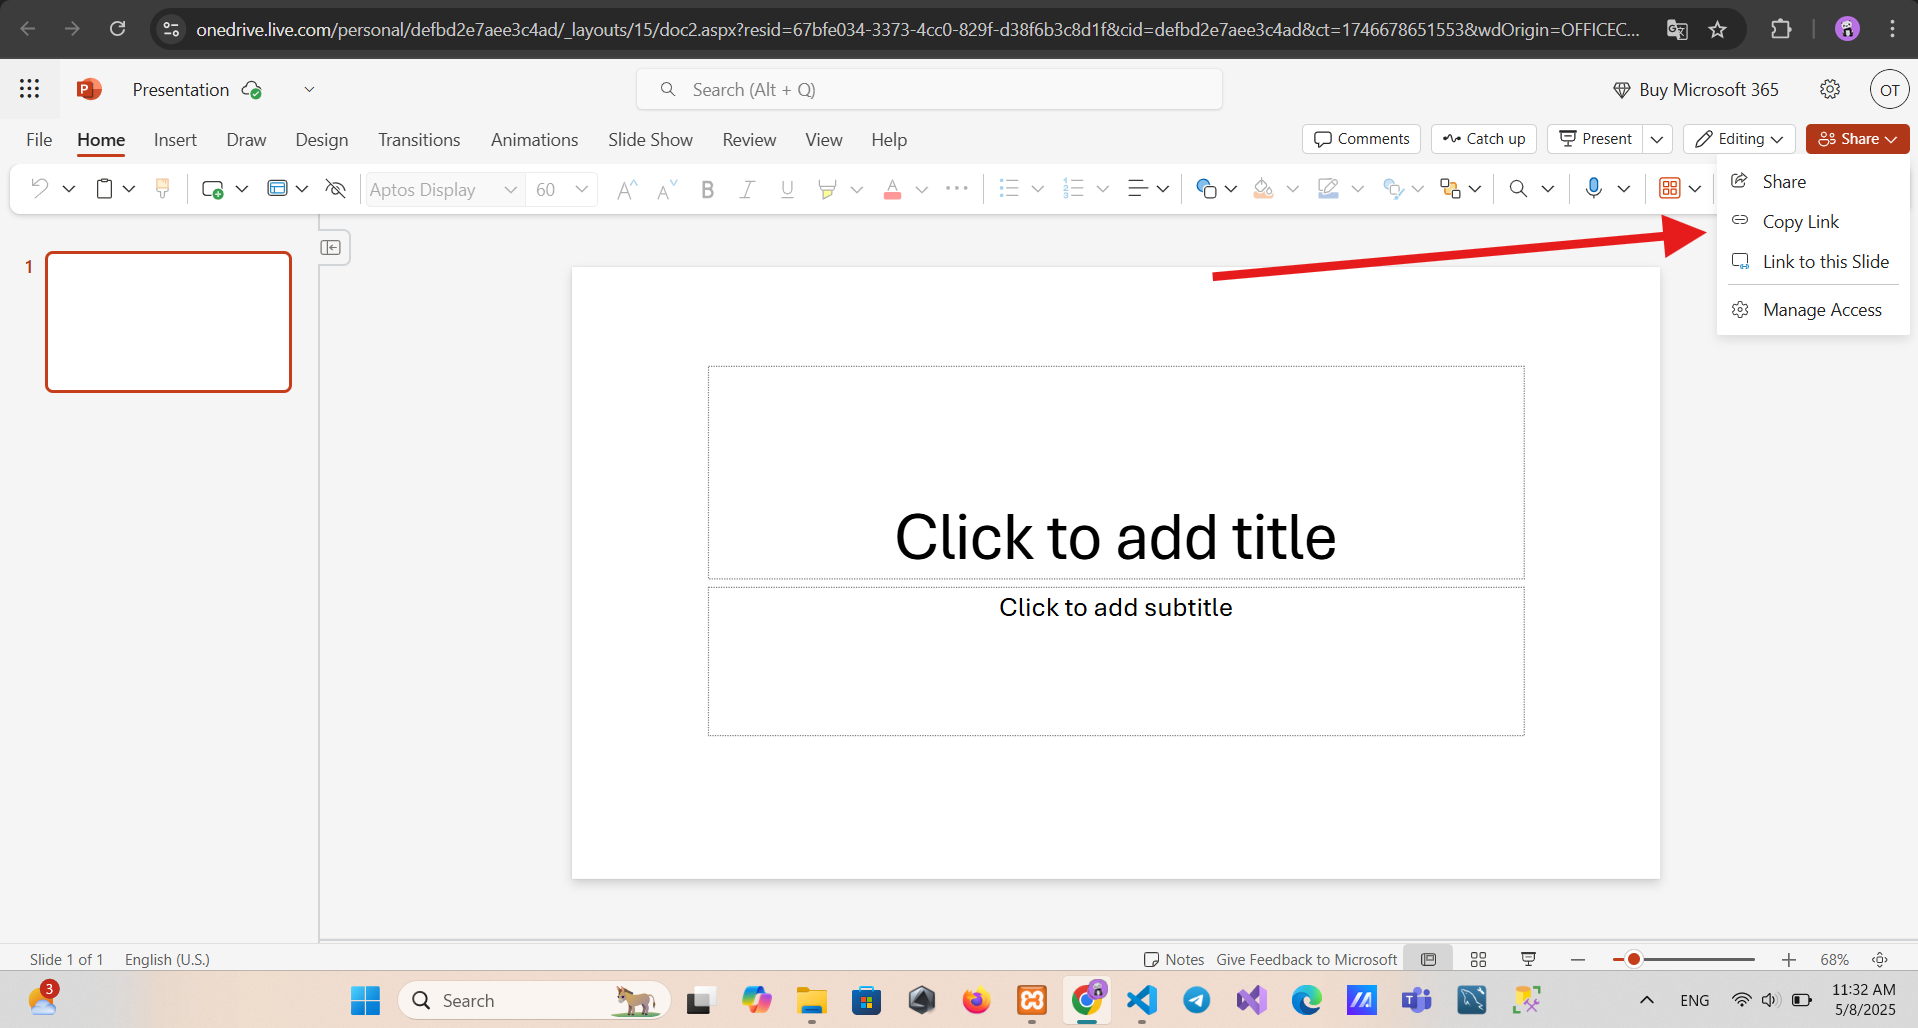 onedrive.live.com/personal/defbd2e7aee3c4ad/_layouts/15/doc2.aspx?resid=67bfe034-3373-4cc0-829f-d38f6b3c8d1f&cid=defbd2e7aee3c4ad&ct=1746678651553&wdOrigin=OFFICEC...
Presentation
Search (Alt + Q)
Buy Microsoft 365
OT
File Home Insert Draw Design Transitions Animations Slide Show Review View Help
Comments Catch up Present Editing Share
Aptos Display 60
Share
Copy Link
Link to this Slide
Manage Access
1
Click to add title
Click to add subtitle
Slide 1 of 1 English (U.S.) Notes Give Feedback to Microsoft 68%
3
Search
ENG
11:32 AM
5/8/2025